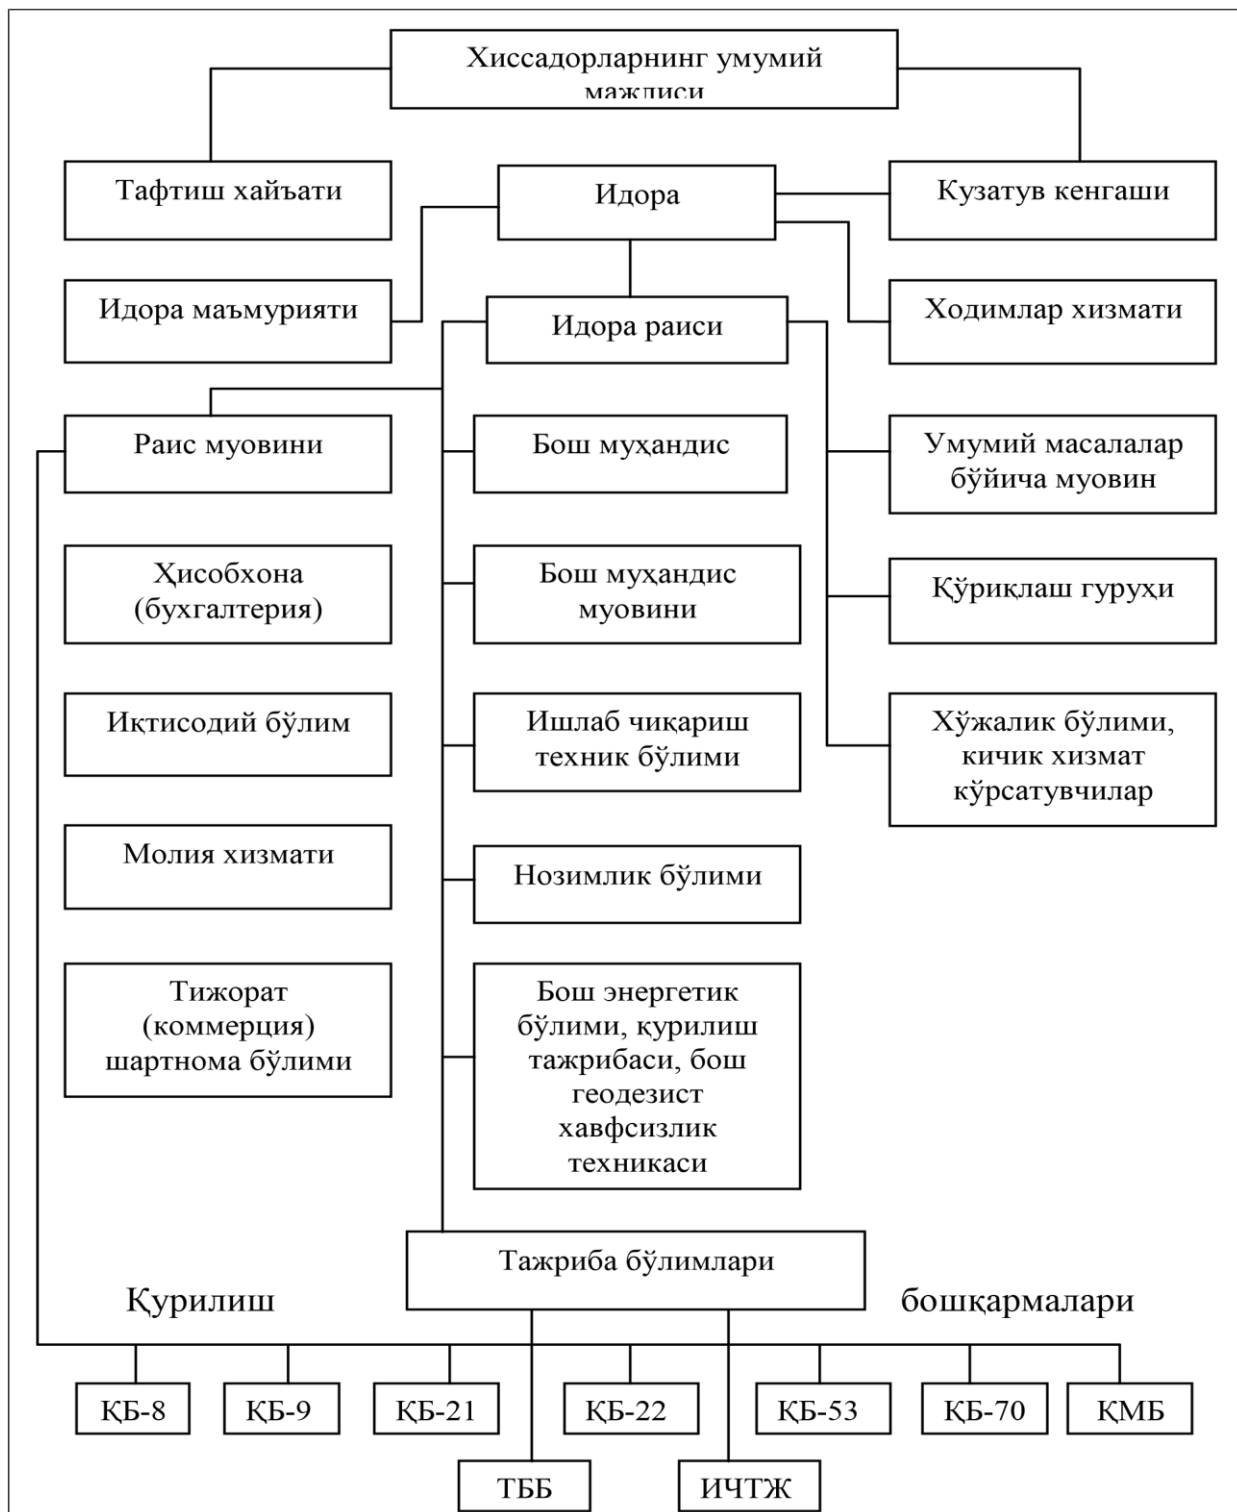 Хиссадорларнинг умумий
мажлиси
Тафтиш хайъати
Идора
Кузатув кенгаши
Идора маъмурияти
Идора раиси
Ходимлар хизмати
Раис муовини
Бош муҳандис
Умумий масалалар
бўйича муовин
Ҳисобхона
(бухгалтерия)
Бош муҳандис
муовини
Қўриқлаш гуруҳи
Иқтисодий бўлим
Ишлаб чиқариш
техник бўлими
Хўжалик бўлими,
кичик хизмат
кўрсатувчилар
Молия хизмати
Нозимлик бўлими
Тижорат
(коммерция)
шартнома бўлими
Бош энергетик
бўлими, қурилиш
тажрибаси, бош
геодезист
хавфсизлик
техникаси
Тажриба бўлимлари
Қурилиш бошқармалари
ҚБ-8
ҚБ-9
ҚБ-21
ҚБ-22
ҚБ-53
ҚБ-70
ҚМБ
ТББ
ИЧТЖ